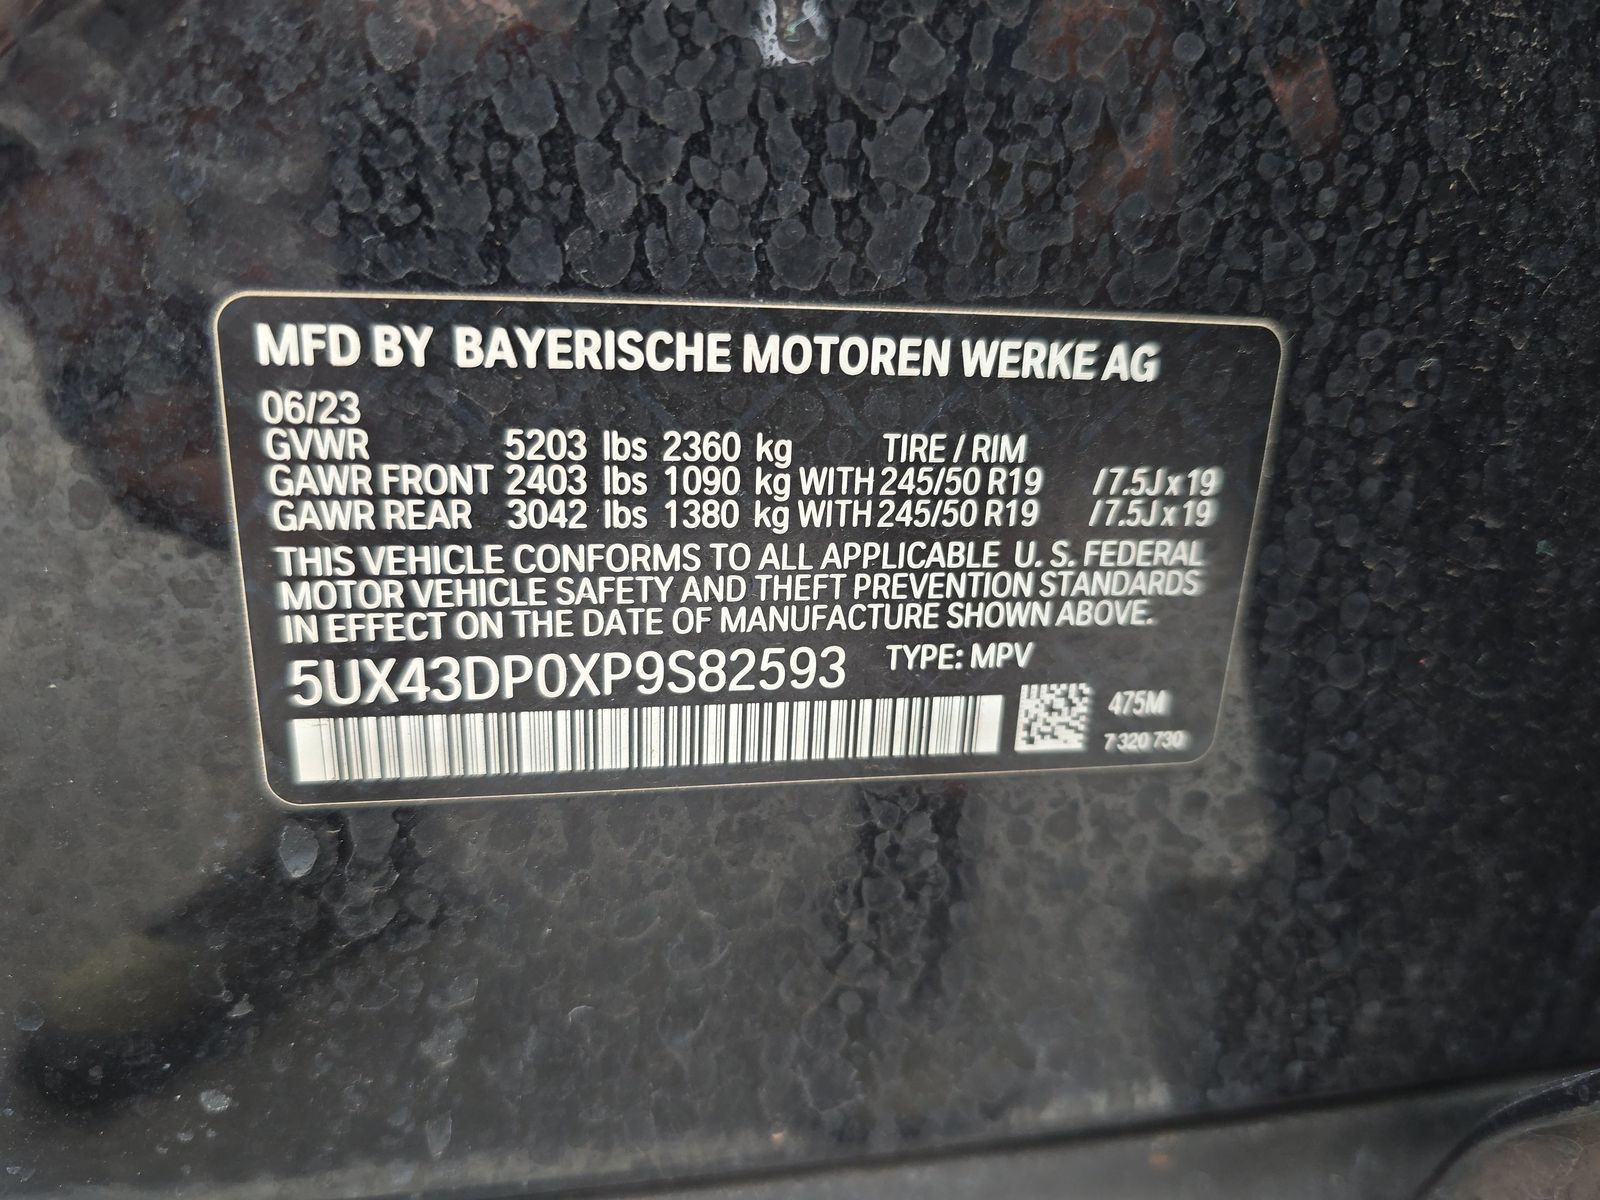 MFD BY BAYERISCHE MOTOREN WERKE AG
06/23
GVWR 5203 lbs 2360 kg TIRE / RIM
GAWR FRONT 2403 lbs 1090 kg WITH 245/50 R19 / 7.5J x 19
GAWR REAR 3042 lbs 1380 kg WITH 245/50 R19 / 7.5J x 19
THIS VEHICLE CONFORMS TO ALL APPLICABLE U. S. FEDERAL
MOTOR VEHICLE SAFETY AND THEFT PREVENTION STANDARDS
IN EFFECT ON THE DATE OF MANUFACTURE SHOWN ABOVE.
5UX43DP0XP9S82593 TYPE: MPV
475M
7 320 730